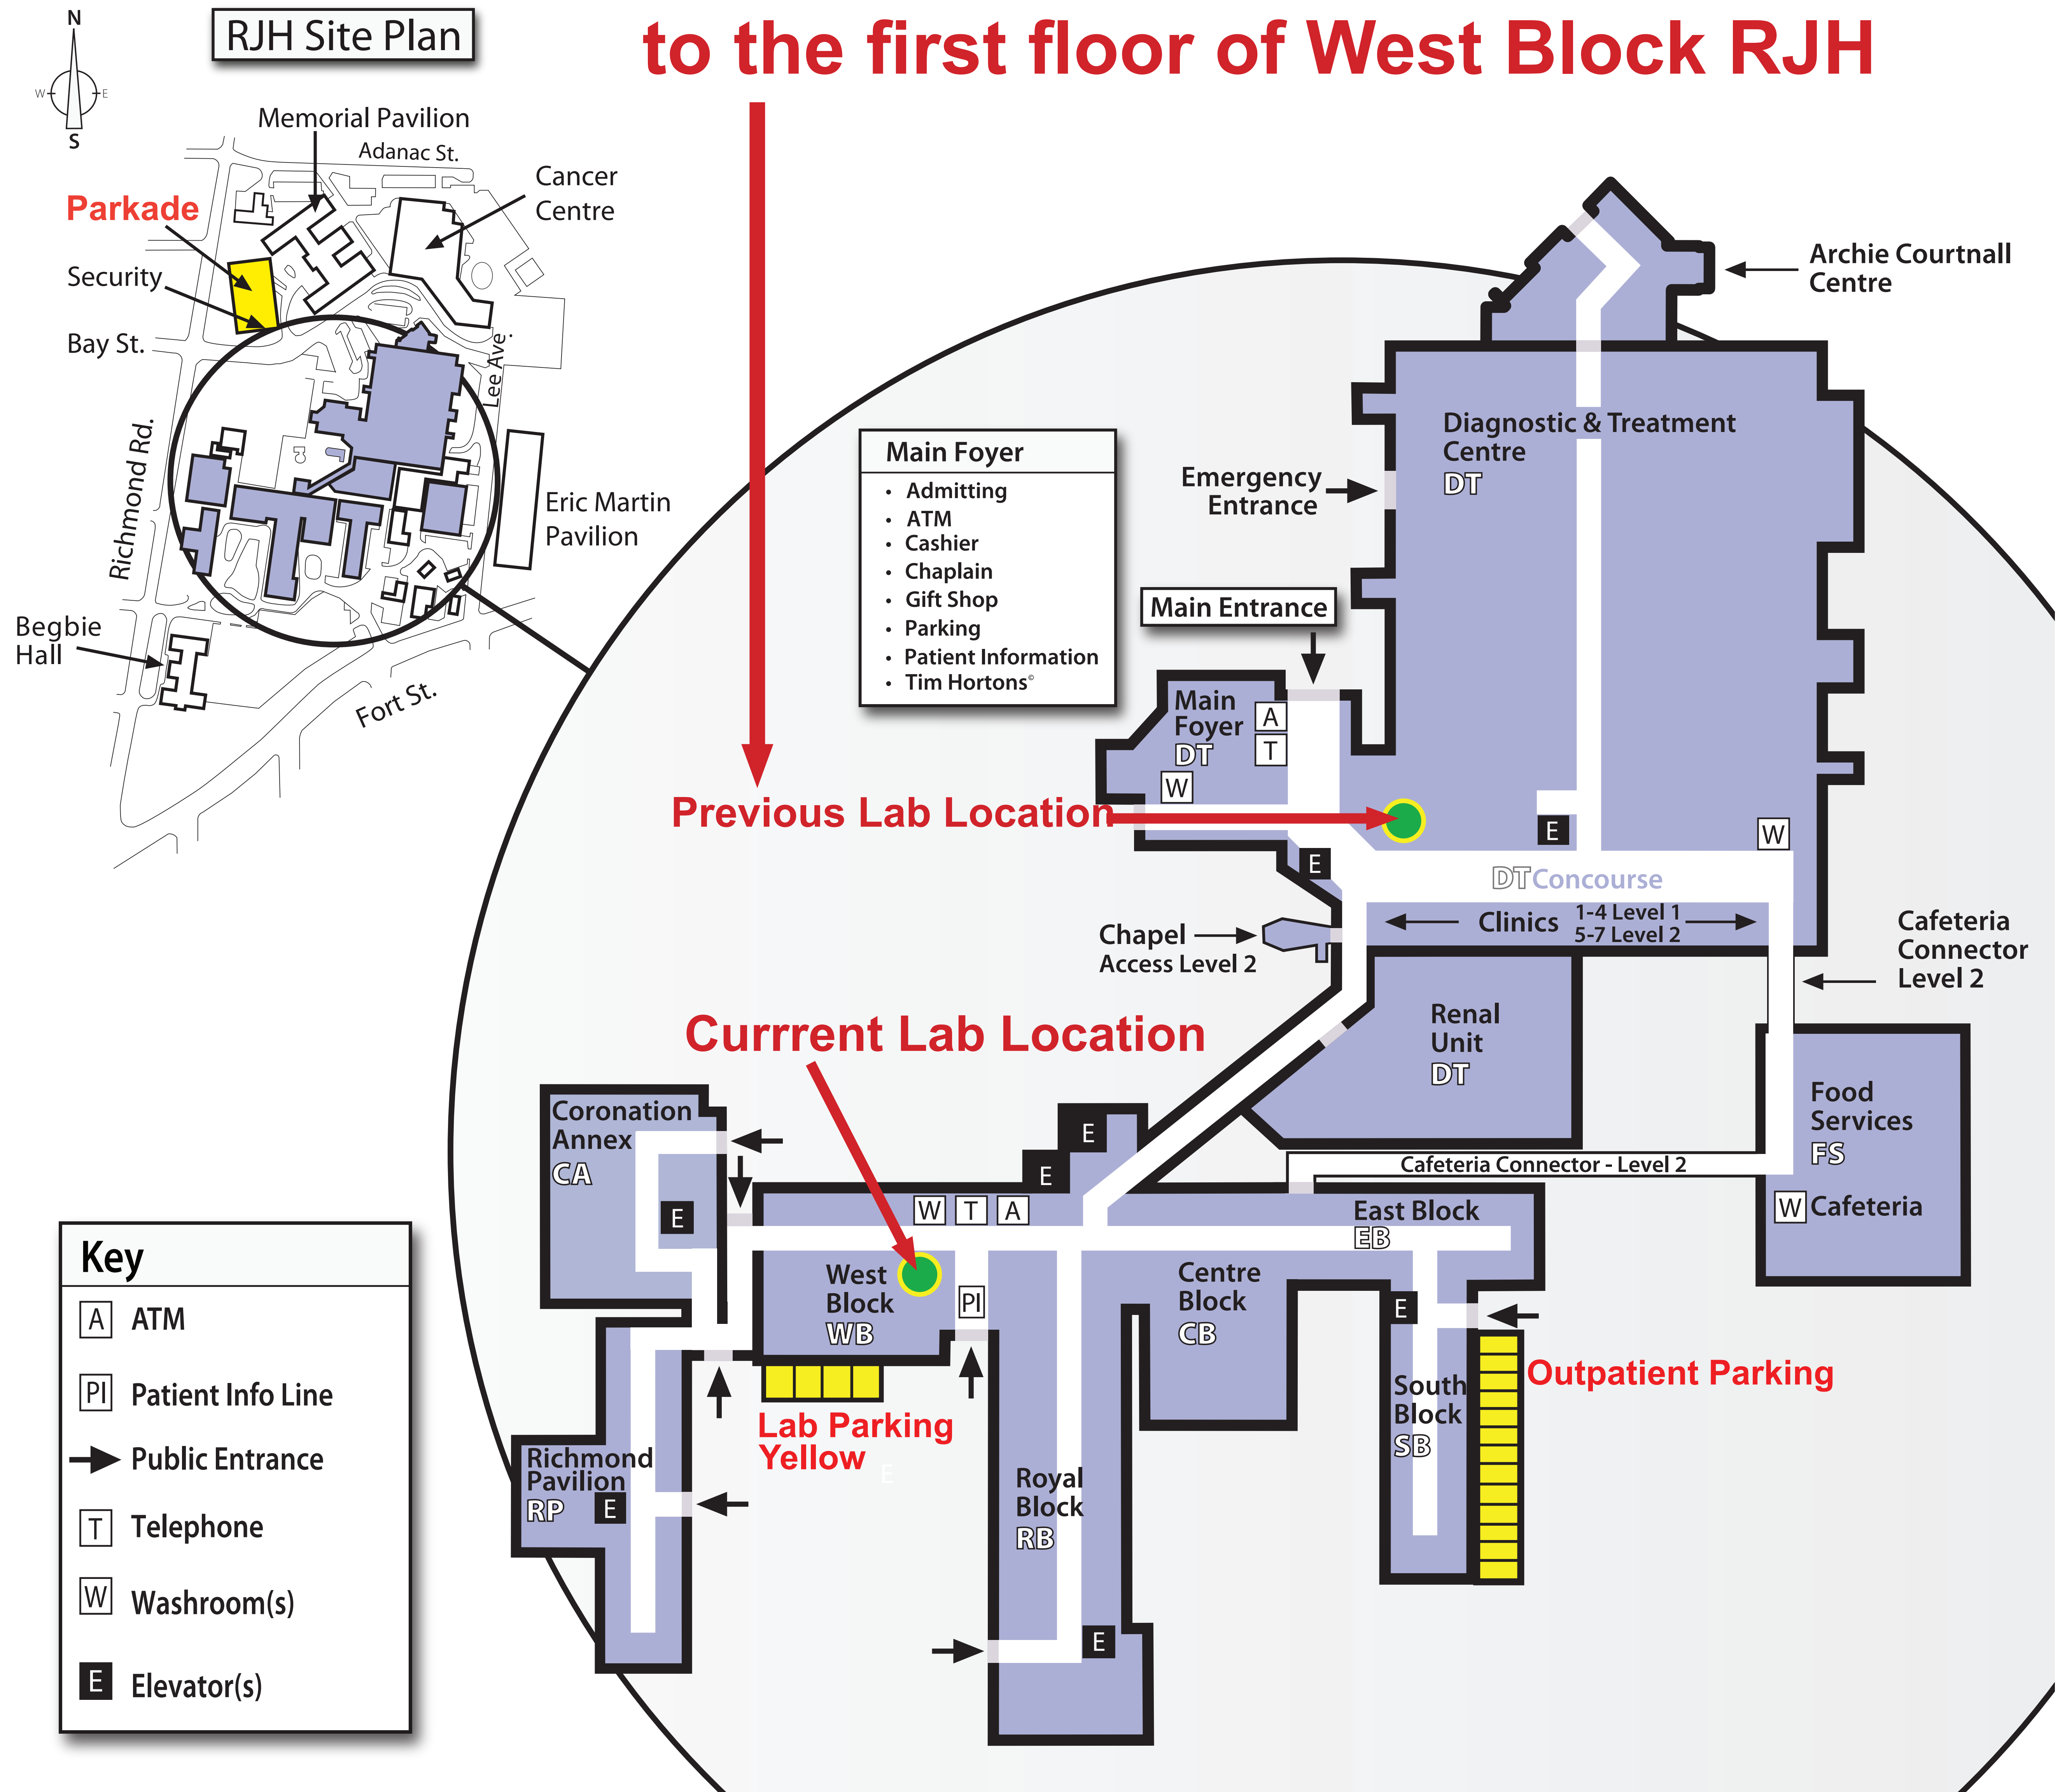 to the first floor of West Block RJH
RJH Site Plan
N
W
E
S
Memorial Pavilion
Adanac St.
Cancer
Centre
Parkade
Security
Bay St.
Lee Ave.
Richmond Rd.
Eric Martin
Pavilion
Begbie
Hall
Fort St.
Archie Courtnall
Centre
Diagnostic & Treatment
Centre
DT
Emergency
Entrance
Main Foyer
• Admitting
• ATM
• Cashier
• Chaplain
• Gift Shop
• Parking
• Patient Information
• Tim Hortons©
Main Entrance
Main
Foyer
DT
A
T
W
Previous Lab Location
E
E
W
DT Concourse
Clinics
1-4 Level 1
5-7 Level 2
Chapel
Access Level 2
Cafeteria
Connector
Level 2
Renal
Unit
DT
Currrent Lab Location
Food
Services
FS
W Cafeteria
Cafeteria Connector - Level 2
Coronation
Annex
CA
E
E
E
W
T
A
East Block
EB
West
Block
WB
PI
Centre
Block
CB
E
Outpatient Parking
South
Block
SB
Lab Parking
Yellow
E
Richmond
Pavilion
RP
E
Royal
Block
RB
E
Key
A ATM
PI Patient Info Line
Public Entrance
T Telephone
W Washroom(s)
E Elevator(s)